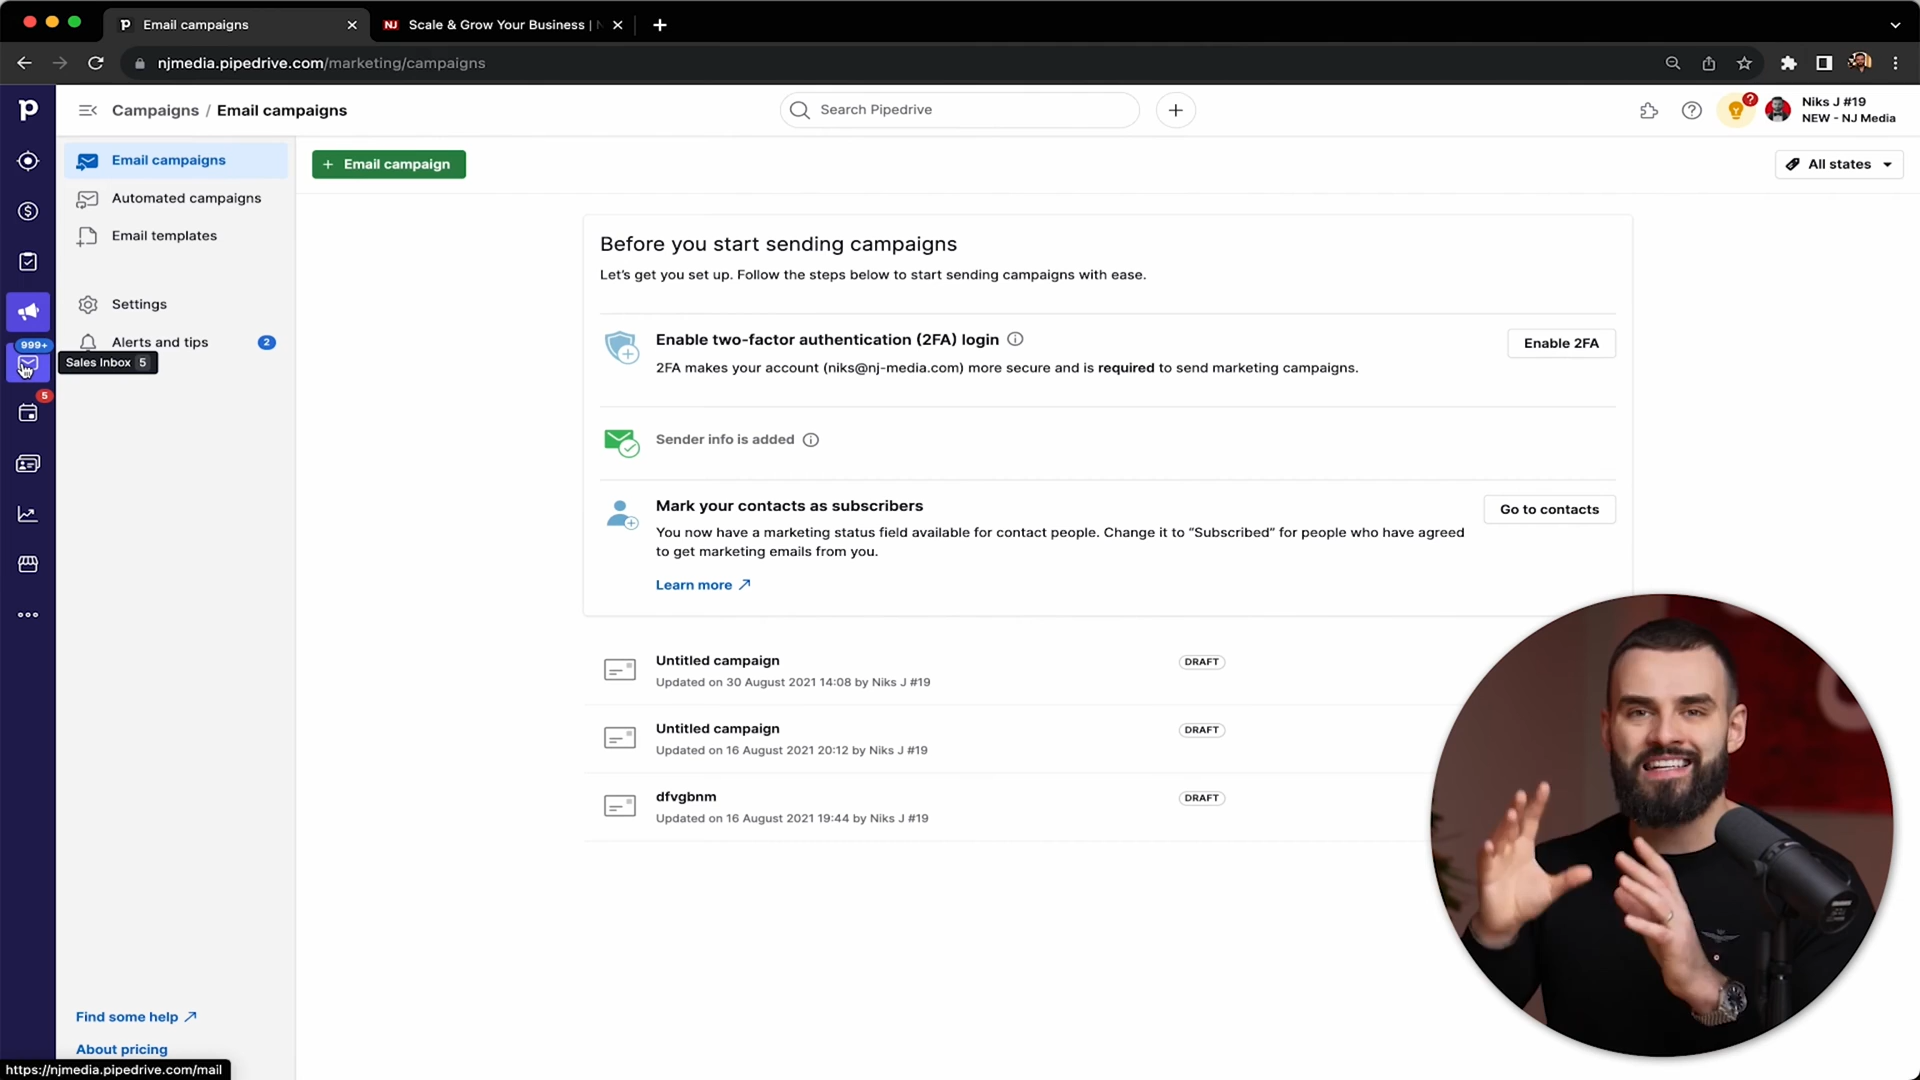 Email campaigns
NJ
Scale & Grow Your Business |
njmedia.pipedrive.com/marketing/campaigns
p
Campaigns / Email campaigns
Search Pipedrive
?
Niks J #19
NEW - NJ Media
Email campaigns
Automated campaigns
Email templates
Settings
Alerts and tips
2
999+
Sales Inbox 5
5
+ Email campaign
All states
Before you start sending campaigns
Let's get you set up. Follow the steps below to start sending campaigns with ease.
Enable two-factor authentication (2FA) login
2FA makes your account (niks@nj-media.com) more secure and is required to send marketing campaigns.
Enable 2FA
Sender info is added
Mark your contacts as subscribers
You now have a marketing status field available for contact people. Change it to “Subscribed” for people who have agreed
to get marketing emails from you.
Learn more
Go to contacts
Untitled campaign
Updated on 30 August 2021 14:08 by Niks J #19
DRAFT
Untitled campaign
Updated on 16 August 2021 20:12 by Niks J #19
DRAFT
dfvgbnm
Updated on 16 August 2021 19:44 by Niks J #19
DRAFT
Find some help
About pricing
https://njmedia.pipedrive.com/mail